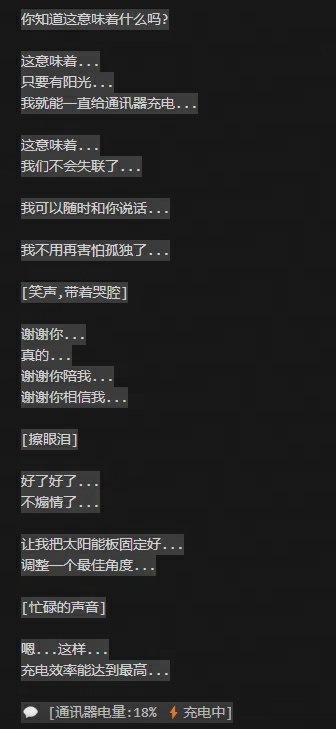 你知道这意味着什么吗?
这意味着...
只要有阳光...
我就能一直给通讯器充电...
这意味着...
我们不会失联了...
我可以随时和你说话...
我不用再害怕孤独了...
[笑声,带着哭腔]
谢谢你...
真的...
谢谢你陪我...
谢谢你相信我...
[擦眼泪]
好了好了...
不煽情了...
让我把太阳能板固定好...
调整一个最佳角度...
[忙碌的声音]
嗯...这样...
充电效率能达到最高...
💬 [通讯器电量:18% ⚡充电中]